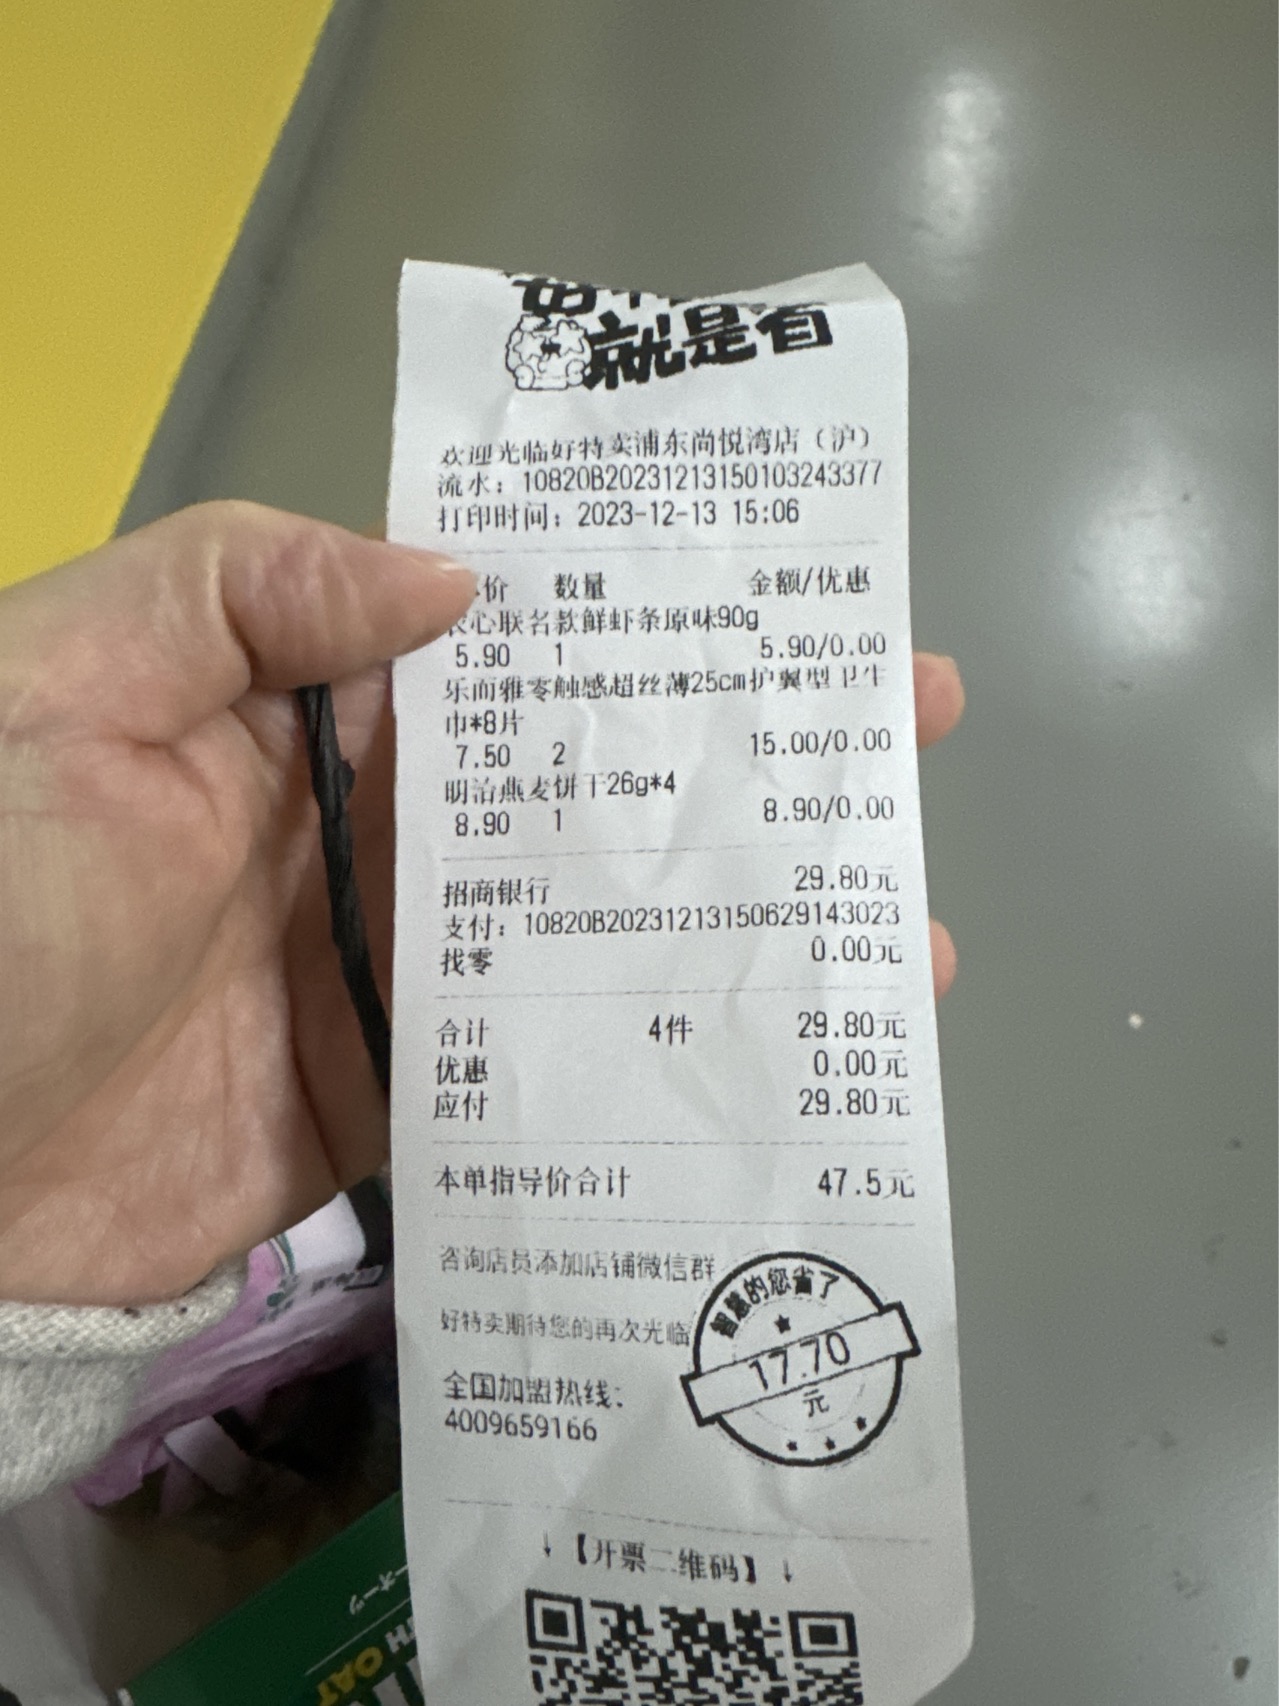 就是有
欢迎光临好特卖浦东尚悦湾店（沪）
流水：10820B20231213150103243377
打印时间：2023-12-13 15:06
价 数量 金额/优惠
心联名款鲜虾条原味90g
5.90 1 5.90/0.00
乐而雅零触感超丝薄25cm护翼型卫生
巾*8片
7.50 2 15.00/0.00
明治燕麦饼干26g*4
8.90 1 8.90/0.00
招商银行 29.80元
支付：10820B20231213150629143023
找零 0.00元
合计 4件 29.80元
优惠 0.00元
应付 29.80元
本单指导价合计 47.5元
咨询店员添加店铺微信群
好特卖期待您的再次光临
全国加盟热线：
4009659166
智慧的您省了
17.70
元
↓【开票二维码】↓
OAT